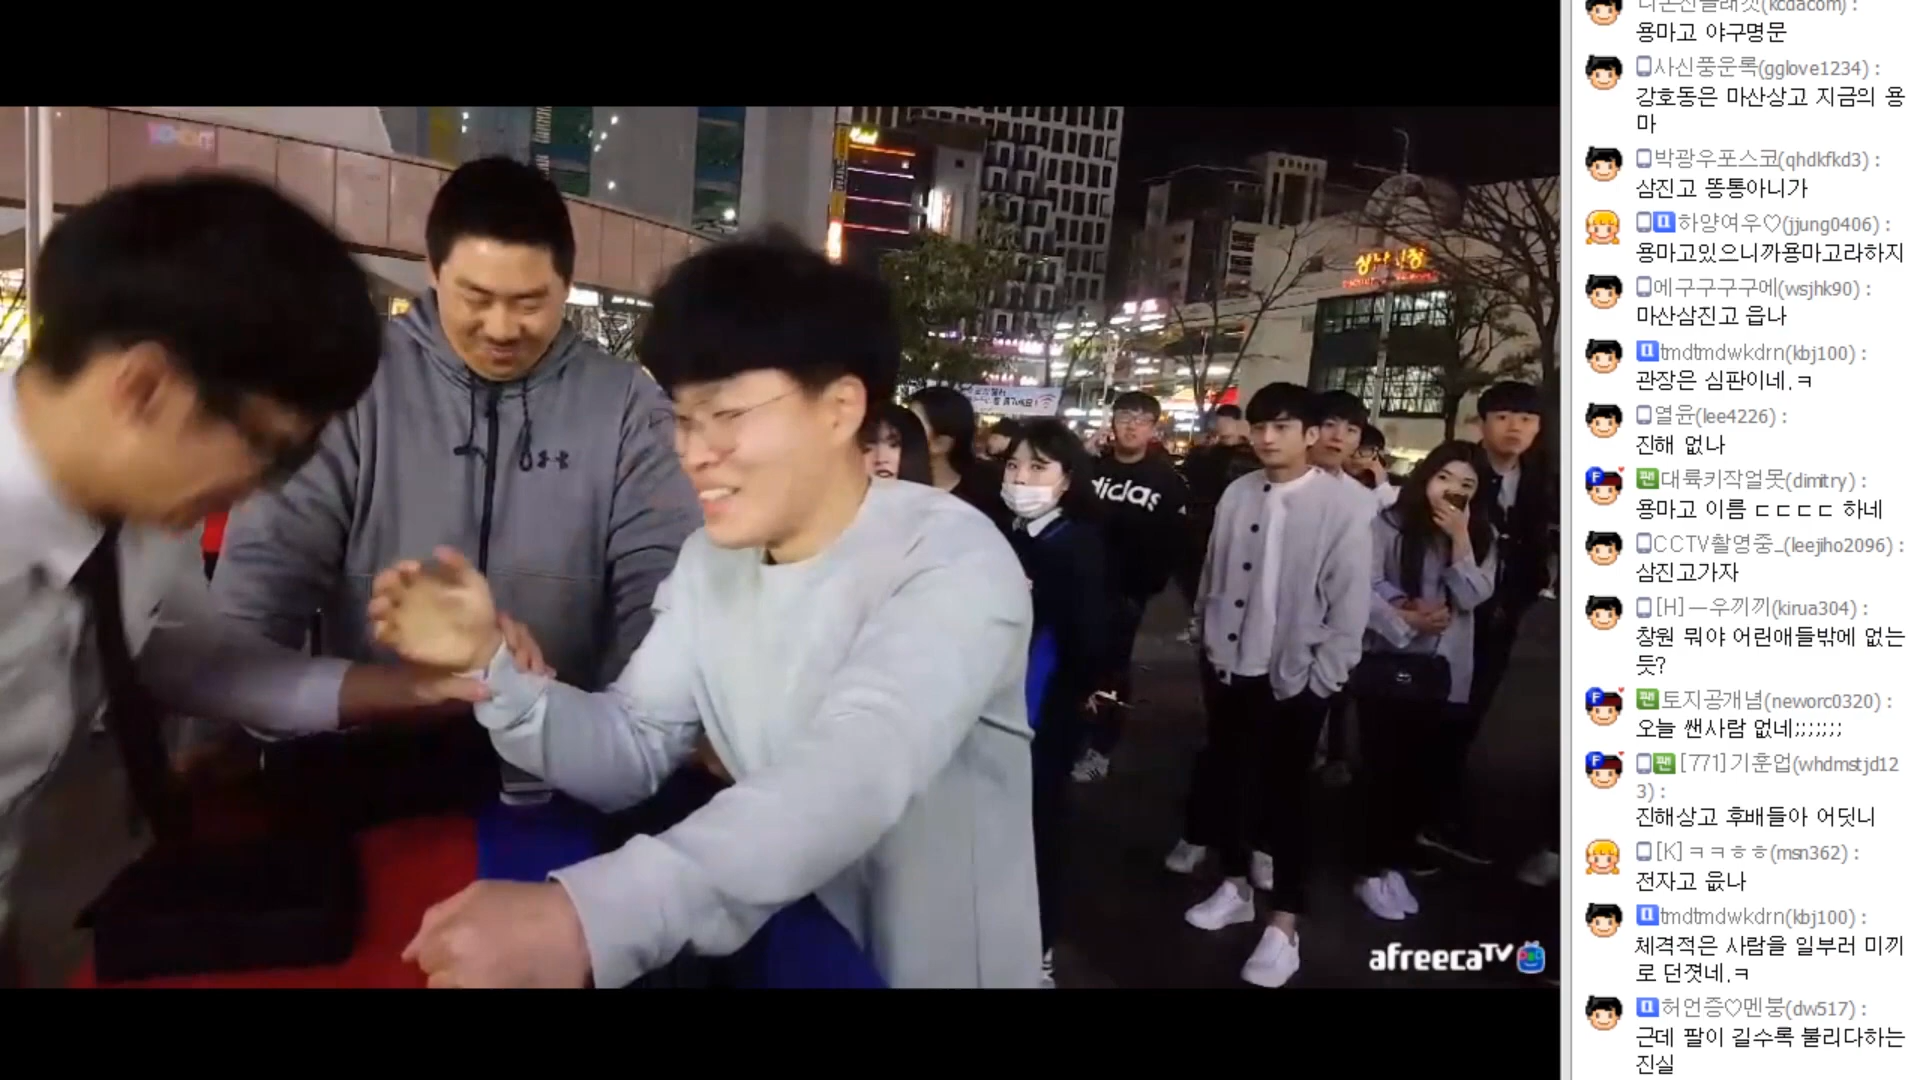 adidas
afreecaTV
용마고 야구명문
사신풍운록(gglove1234) :
강호동은 마산상고 지금의 용
마
박광우포스코(qhdkfkd3) :
삼진고 똥통아니가
하양여우♡(jjung0406) :
용마고있으니까용마고라하지
에구구구구에(wsjhk90) :
마산삼진고 읍나
tmdtmdwkdrn(kbj100) :
관장은 심판이네.ㅋ
열윤(lee4226) :
진해 없나
팬 대륙키작얼못(dimitry) :
용마고 이름 ㄷㄷㄷㄷ 하네
CCTV촬영중_(leejiho2096) :
삼진고가자
[H]ㅡ우끼끼(kirua304) :
창원 뭐야 어린애들밖에 없는
듯?
팬 토지공개념(neworc0320) :
오늘 쌘사람 없네;;;;;;;
팬 [771]기훈업(whdmstjd12
3) :
진해상고 후배들아 어딧니
[K]ㅋㅋㅎㅎ(msn362) :
전자고 읎나
tmdtmdwkdrn(kbj100) :
체격적은 사람을 일부러 미끼
로 던졋네.ㅋ
허언증♡멘붕(dw517) :
근데 팔이 길수록 불리다하는
진실